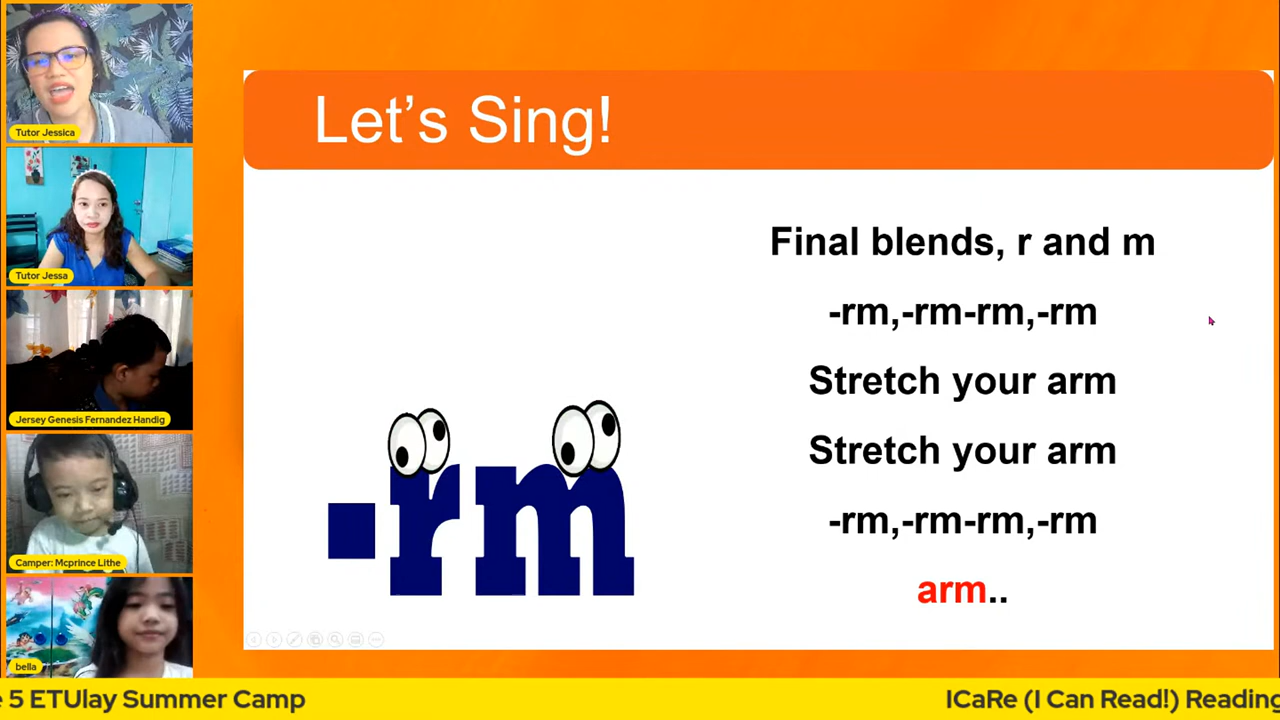 Tutor Jessica
Tutor Jessa
Jersey Genesis Fernandez Handig
Camper: Mcprince Lithe
bella
Let's Sing!
-rm
Final blends, r and m
-rm,-rm-rm,-rm
Stretch your arm
Stretch your arm
-rm,-rm-rm,-rm
arm..
e 5 ETUlay Summer Camp
ICaRe (I Can Read!) Reading